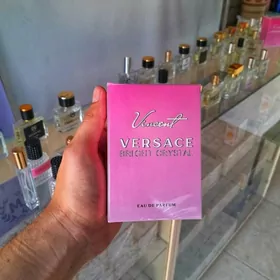 Vincent
VERSACE
BRIGHT CRYSTAL
EAU DE PARFUM